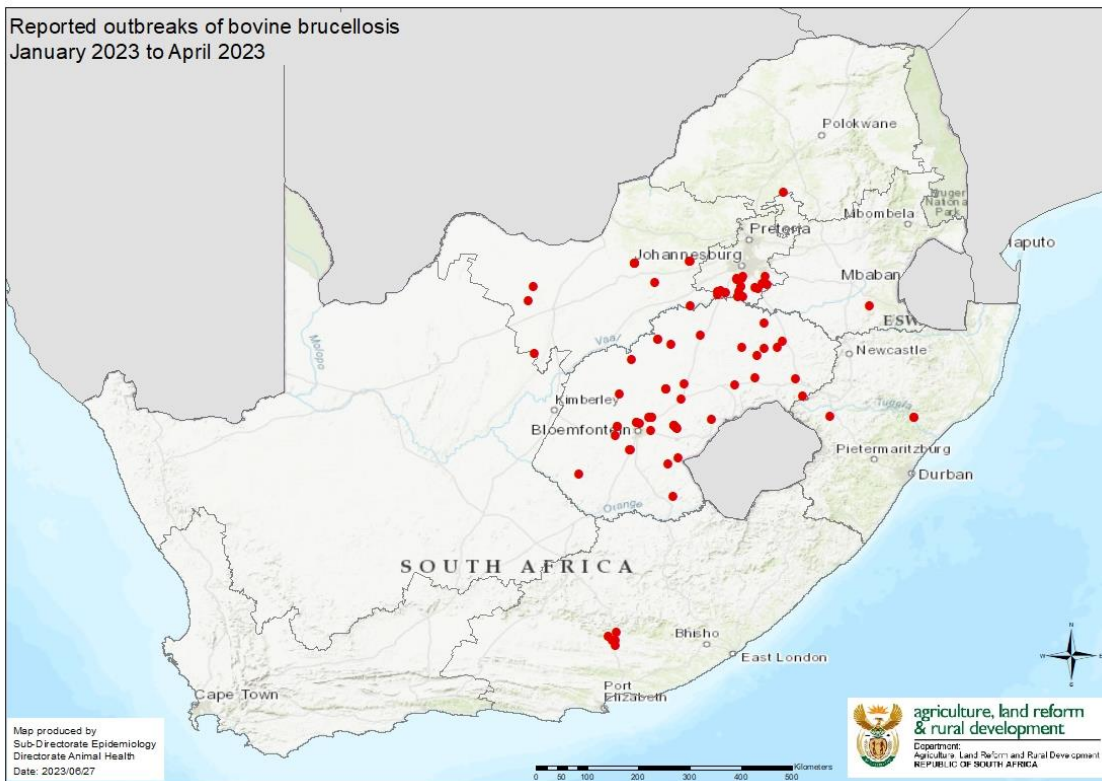 Reported outbreaks of bovine brucellosis
January 2023 to April 2023
Polokwane
Kruger
National
Park
Mbombela
Pretoria
Johannesburg
Maputo
Mbaban
ESW
Molopo
Vaal
Newcastle
Kimberley
Tugela
Bloemfontein
Pietermaritzburg
Durban
Orange
SOUTH AFRICA
Bhisho
East London
Port
Elizabeth
Cape Town
N
W
E
S
Map produced by
Sub-Directorate Epidemiology
Directorate Animal Health
Date: 2023/06/27
0 50 100 200 300 400 500
Kilometers
agriculture, land reform
& rural development
Department:
Agriculture, Land Reform and Rural Development
REPUBLIC OF SOUTH AFRICA